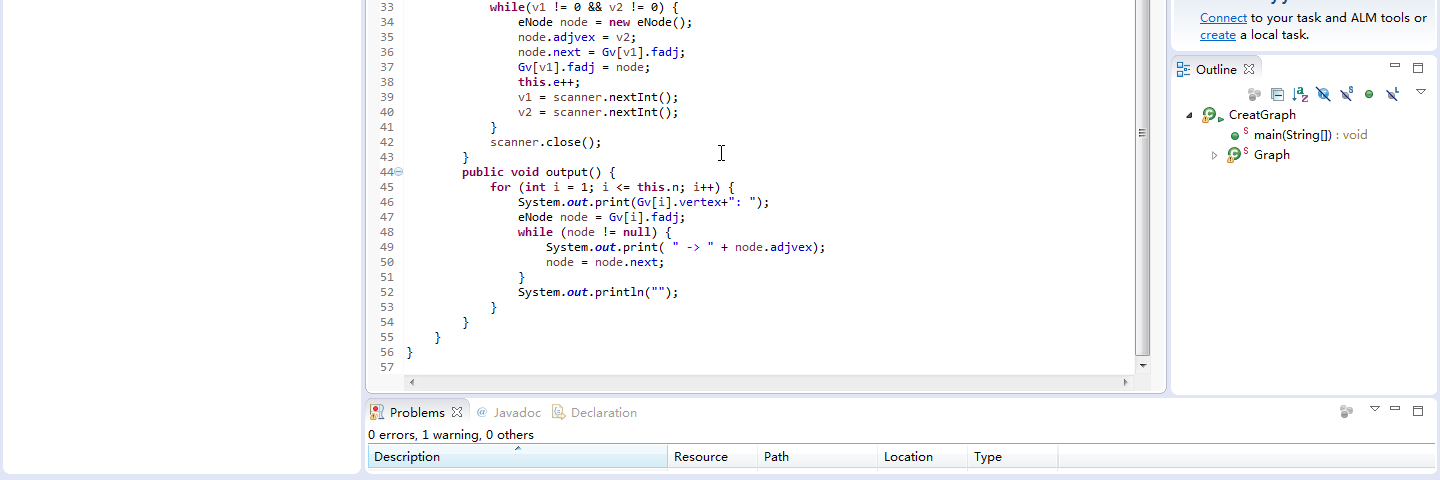 33 while(v1 != 0 && v2 != 0) {
34 eNode node = new eNode();
35 node.adjvex = v2;
36 node.next = Gv[v1].fadj;
37 Gv[v1].fadj = node;
38 this.e++;
39 v1 = scanner.nextInt();
40 v2 = scanner.nextInt();
41 }
42 scanner.close();
43 }
44 public void output() {
45 for (int i = 1; i <= this.n; i++) {
46 System.out.print(Gv[i].vertex+": ");
47 eNode node = Gv[i].fadj;
48 while (node != null) {
49 System.out.print( " -> " + node.adjvex);
50 node = node.next;
51 }
52 System.out.println("");
53 }
54 }
55 }
56 }
57
Connect to your task and ALM tools or
create a local task.
Outline
CreatGraph
main(String[]) : void
Graph
Problems @ Javadoc Declaration
0 errors, 1 warning, 0 others
Description Resource Path Location Type